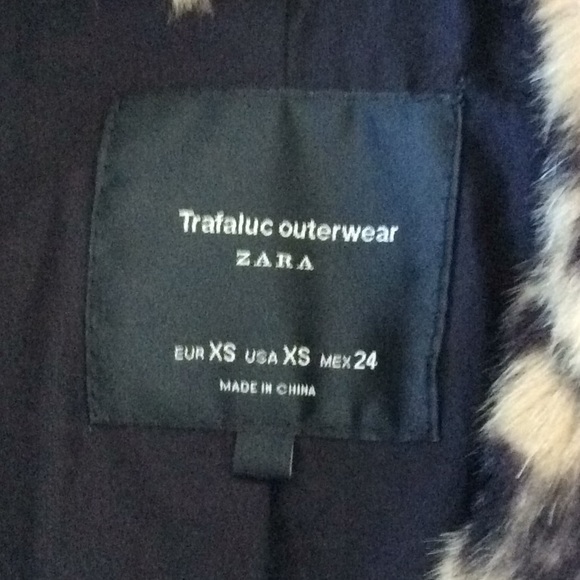 Trafaluc outerwear
ZARA
EUR XS USA XS MEX 24
MADE IN CHINA